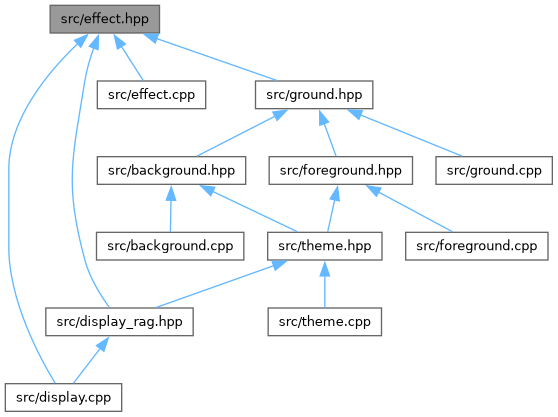 src/effect.hpp
src/effect.cpp
src/ground.hpp
src/background.hpp
src/foreground.hpp
src/ground.cpp
src/background.cpp
src/theme.hpp
src/foreground.cpp
src/display_rag.hpp
src/theme.cpp
src/display.cpp